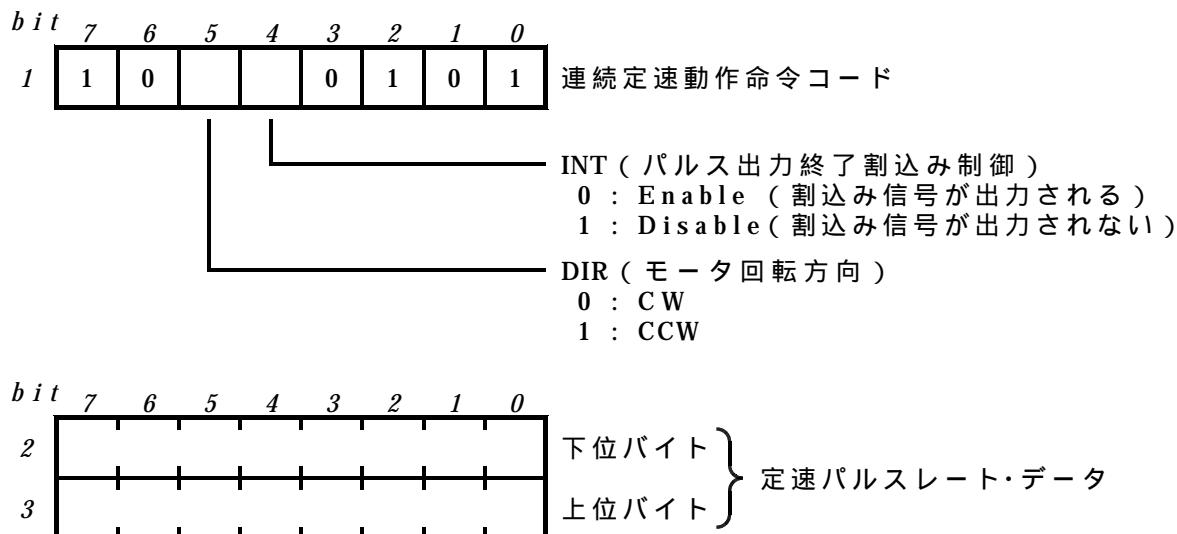 bit 7 6 5 4 3 2 1 0
1 1 0 0 1 0 1 連続定速動作命令コード
INT(パルス出力終了割込み制御)
0 : Enable (割込み信号が出力される)
1 : Disable(割込み信号が出力されない)
DIR(モータ回転方向)
0 : CW
1 : CCW
bit 7 6 5 4 3 2 1 0
2 下位バイト
定速パルスレート・データ
3 上位バイト